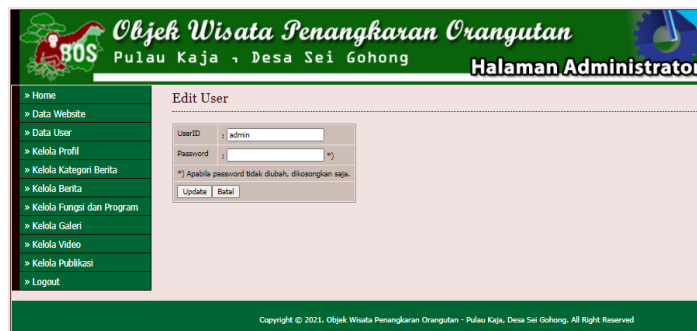 BOS
Objek Wisata Penangkaran Orangutan
Pulau Kaja , Desa Sei Gohong
Halaman Administrator
» Home
» Data Website
» Data User
» Kelola Profil
» Kelola Kategori Berita
» Kelola Berita
» Kelola Fungsi dan Program
» Kelola Galeri
» Kelola Video
» Kelola Publikasi
» Logout
Edit User
UserID : admin
Password : *)
*) Apabila password tidak diubah, dikosongkan saja.
Update Batal
Copyright © 2021. Objek Wisata Penangkaran Orangutan - Pulau Kaja, Desa Sei Gohong. All Right Reserved